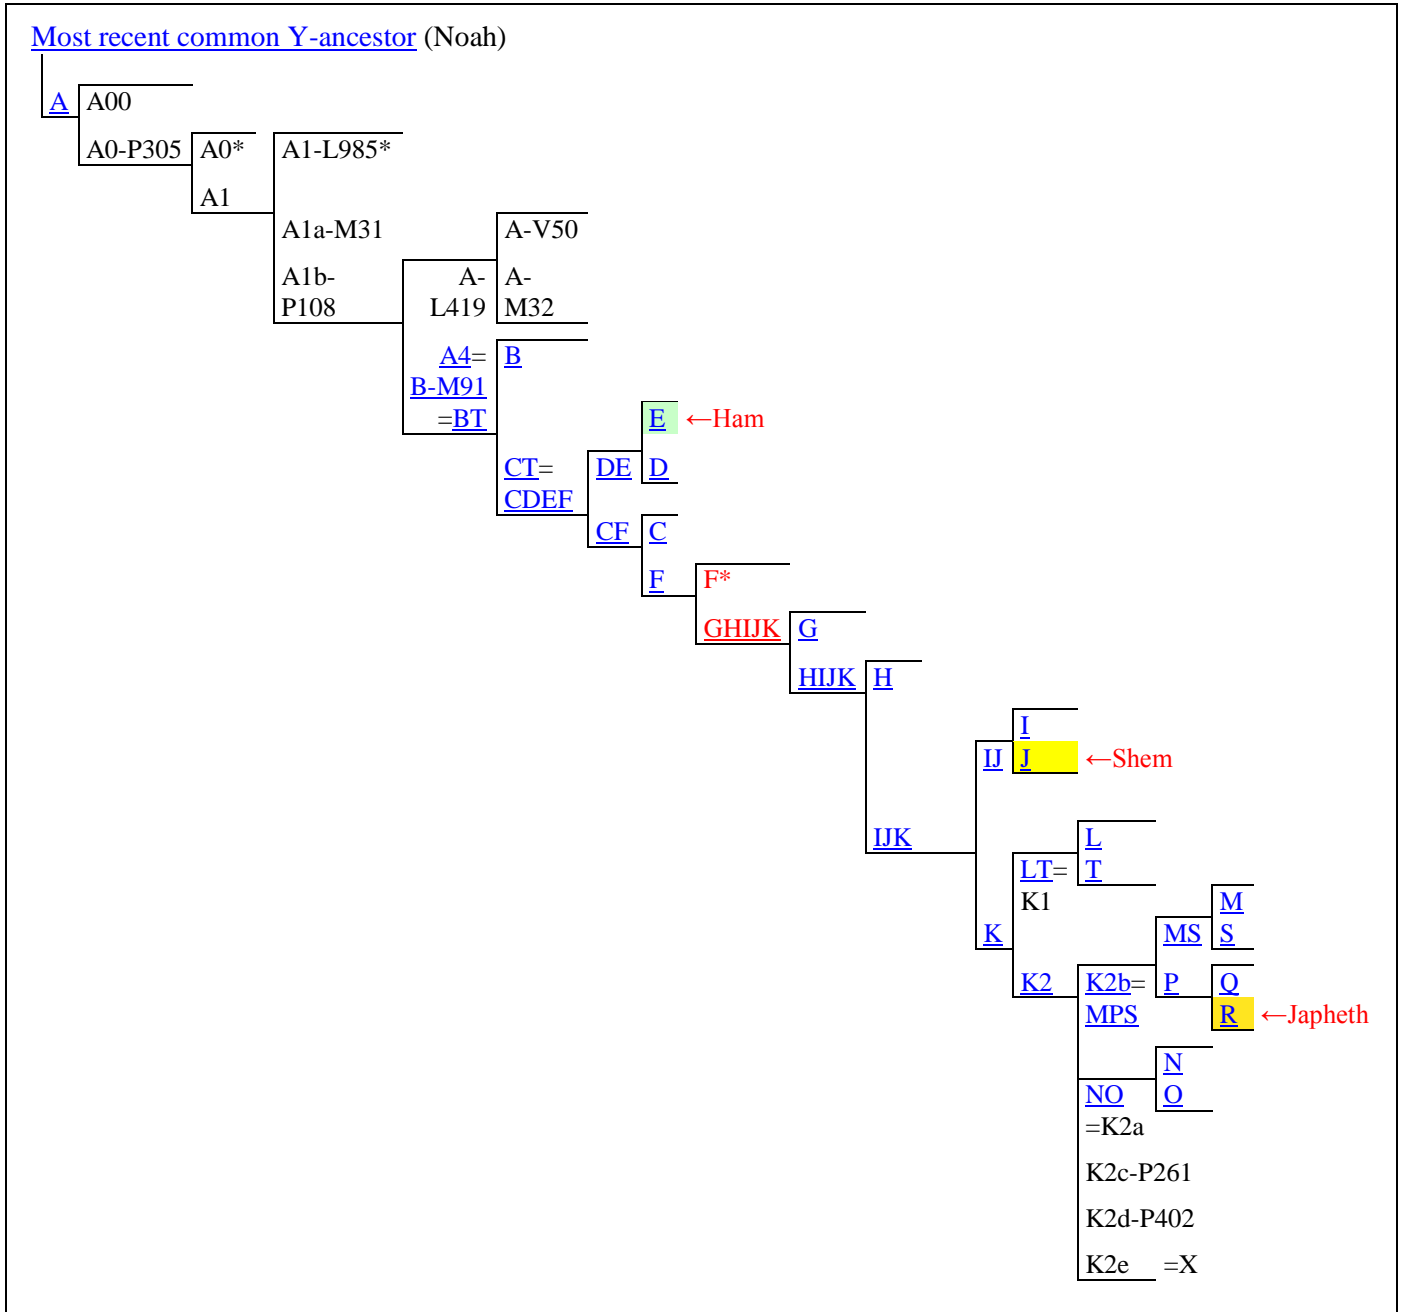 Most recent common Y-ancestor (Noah)
A A00
A0-P305 A0* A1-L985*
A1
A1a-M31 A-V50
A1b- A- A-
P108 L419 M32
A4= B
B-M91
=BT E ←Ham
CT= DE D
CDEF
CF C
F F*
GHIJK G
HIJK H
I
IJ J ←Shem
IJK L
LT= T
K1 M
K MS S
K2 K2b= P Q
MPS R ←Japheth
N
NO O
=K2a
K2c-P261
K2d-P402
K2e =X